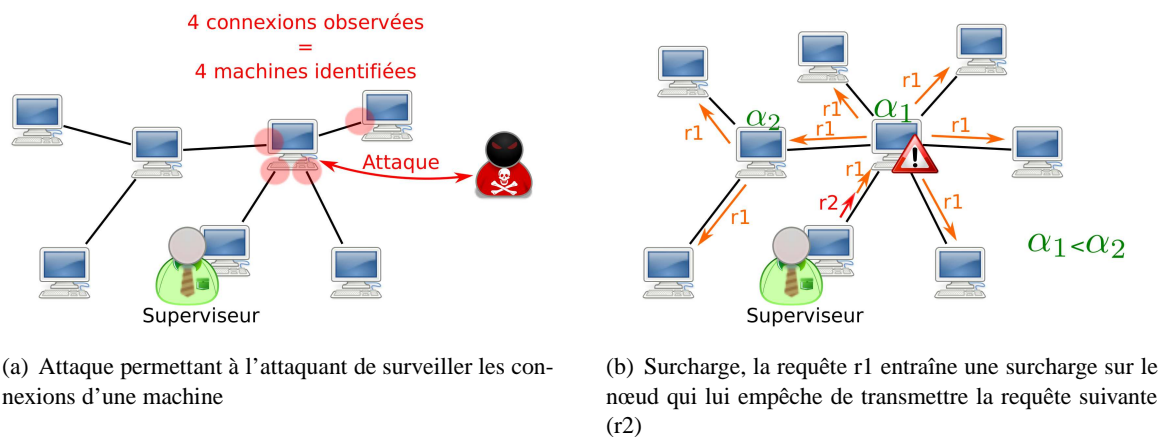 4 connexions observées
=
4 machines identifiées
Attaque
Superviseur
(a) Attaque permettant à l'attaquant de surveiller les con-
nexions d'une machine
r1
r1
r1
α2
α1
r1
r1
r1
r2
r1
r1
α1<α2
Superviseur
(b) Surcharge, la requête r1 entraîne une surcharge sur le
nœud qui lui empêche de transmettre la requête suivante
(r2)